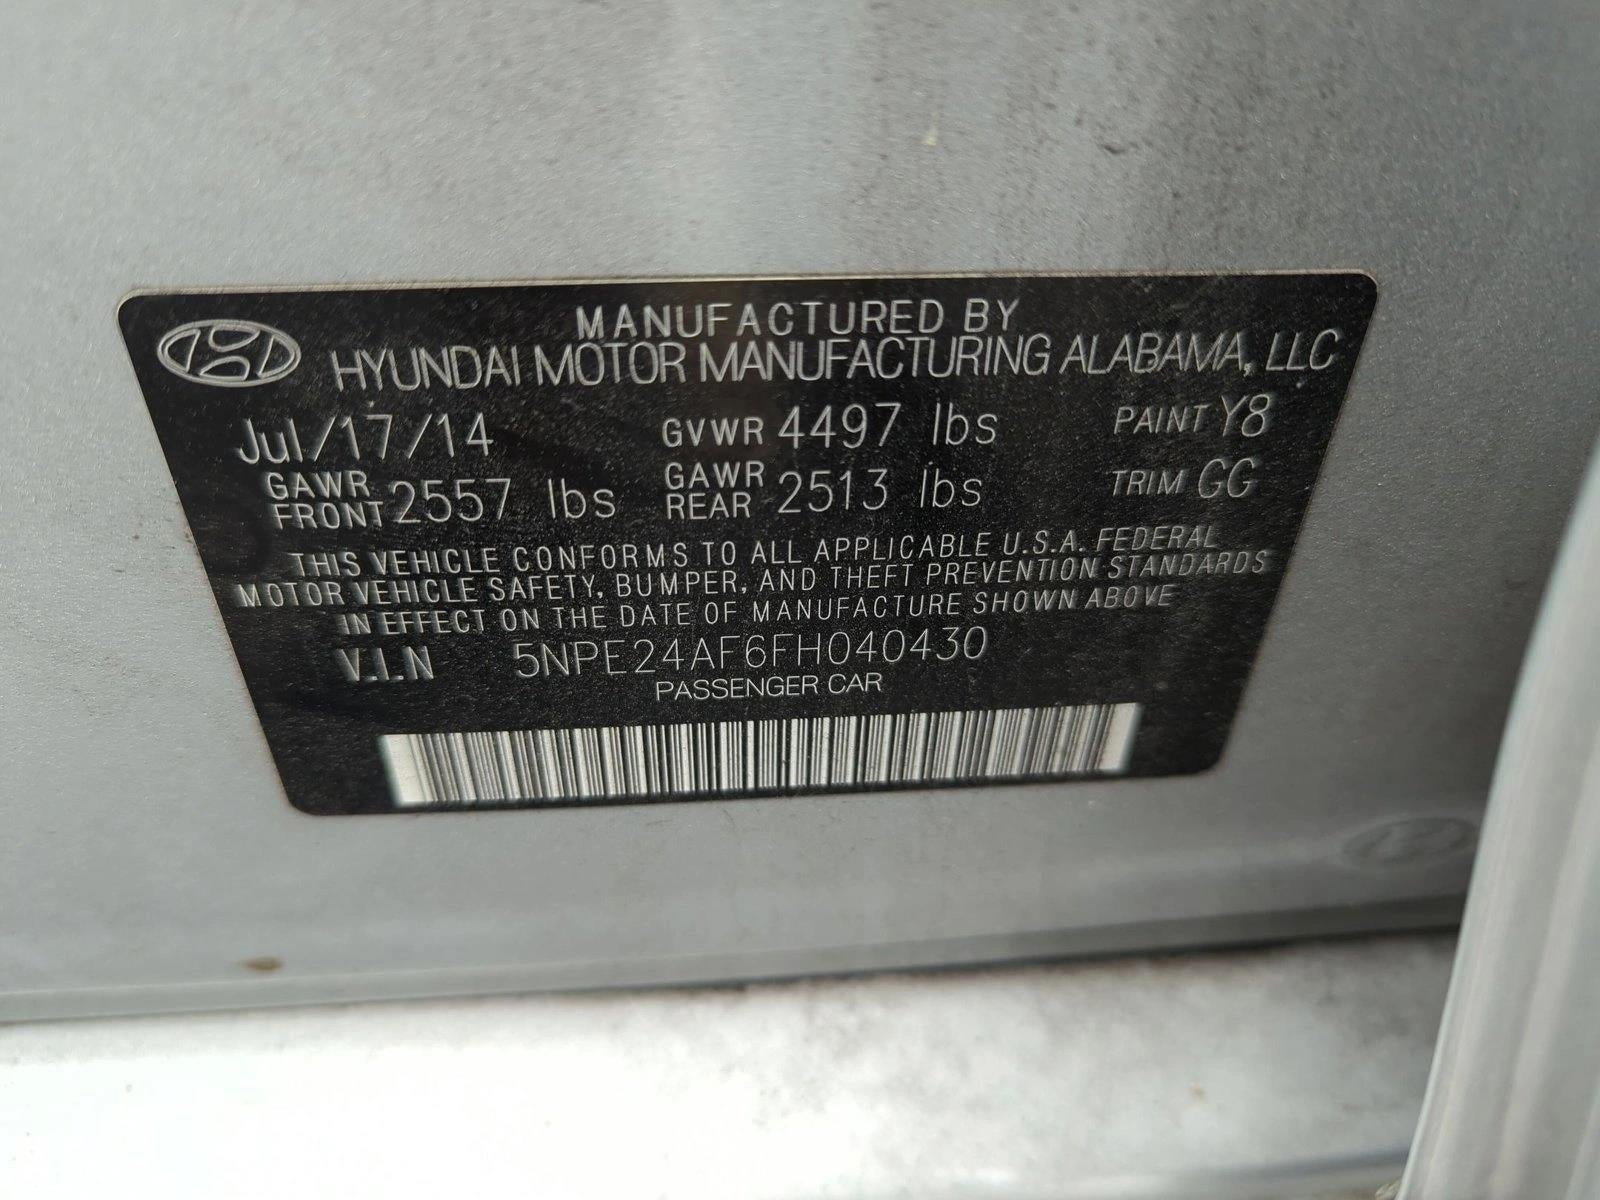 MANUFACTURED BY
HYUNDAI MOTOR MANUFACTURING ALABAMA, LLC
Jul/17/14 GVWR 4497 lbs PAINT Y8
GAWR FRONT 2557 lbs GAWR REAR 2513 lbs TRIM GG
THIS VEHICLE CONFORMS TO ALL APPLICABLE U.S.A. FEDERAL
MOTOR VEHICLE SAFETY, BUMPER, AND THEFT PREVENTION STANDARDS
IN EFFECT ON THE DATE OF MANUFACTURE SHOWN ABOVE
V.I.N 5NPE24AF6FH040430
PASSENGER CAR